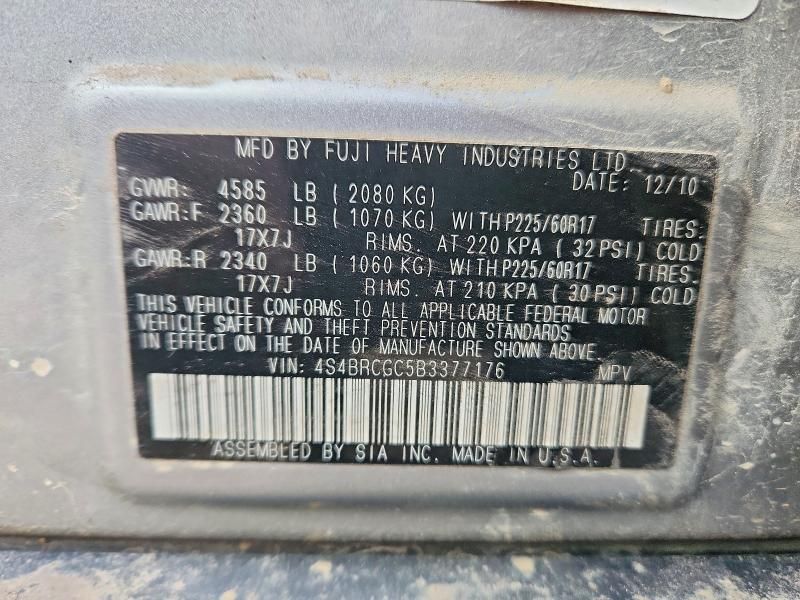 MFD BY FUJI HEAVY INDUSTRIES LTD.
DATE: 12/10
GVWR: 4585 LB ( 2080 KG)
GAWR:F 2360 LB ( 1070 KG) WITH P225/60R17 TIRES:
17X7J RIMS. AT 220 KPA ( 32 PSI) COLD
GAWR:R 2340 LB ( 1060 KG) WITH P225/60R17 TIRES.
17X7J RIMS. AT 210 KPA ( 30 PSI) COLD
THIS VEHICLE CONFORMS TO ALL APPLICABLE FEDERAL MOTOR
VEHICLE SAFETY AND THEFT PREVENTION STANDARDS
IN EFFECT ON THE DATE OF MANUFACTURE SHOWN ABOVE.
VIN: 4S4BRCGC5B3377176 MPV
ASSEMBLED BY SIA INC. MADE IN U.S.A.